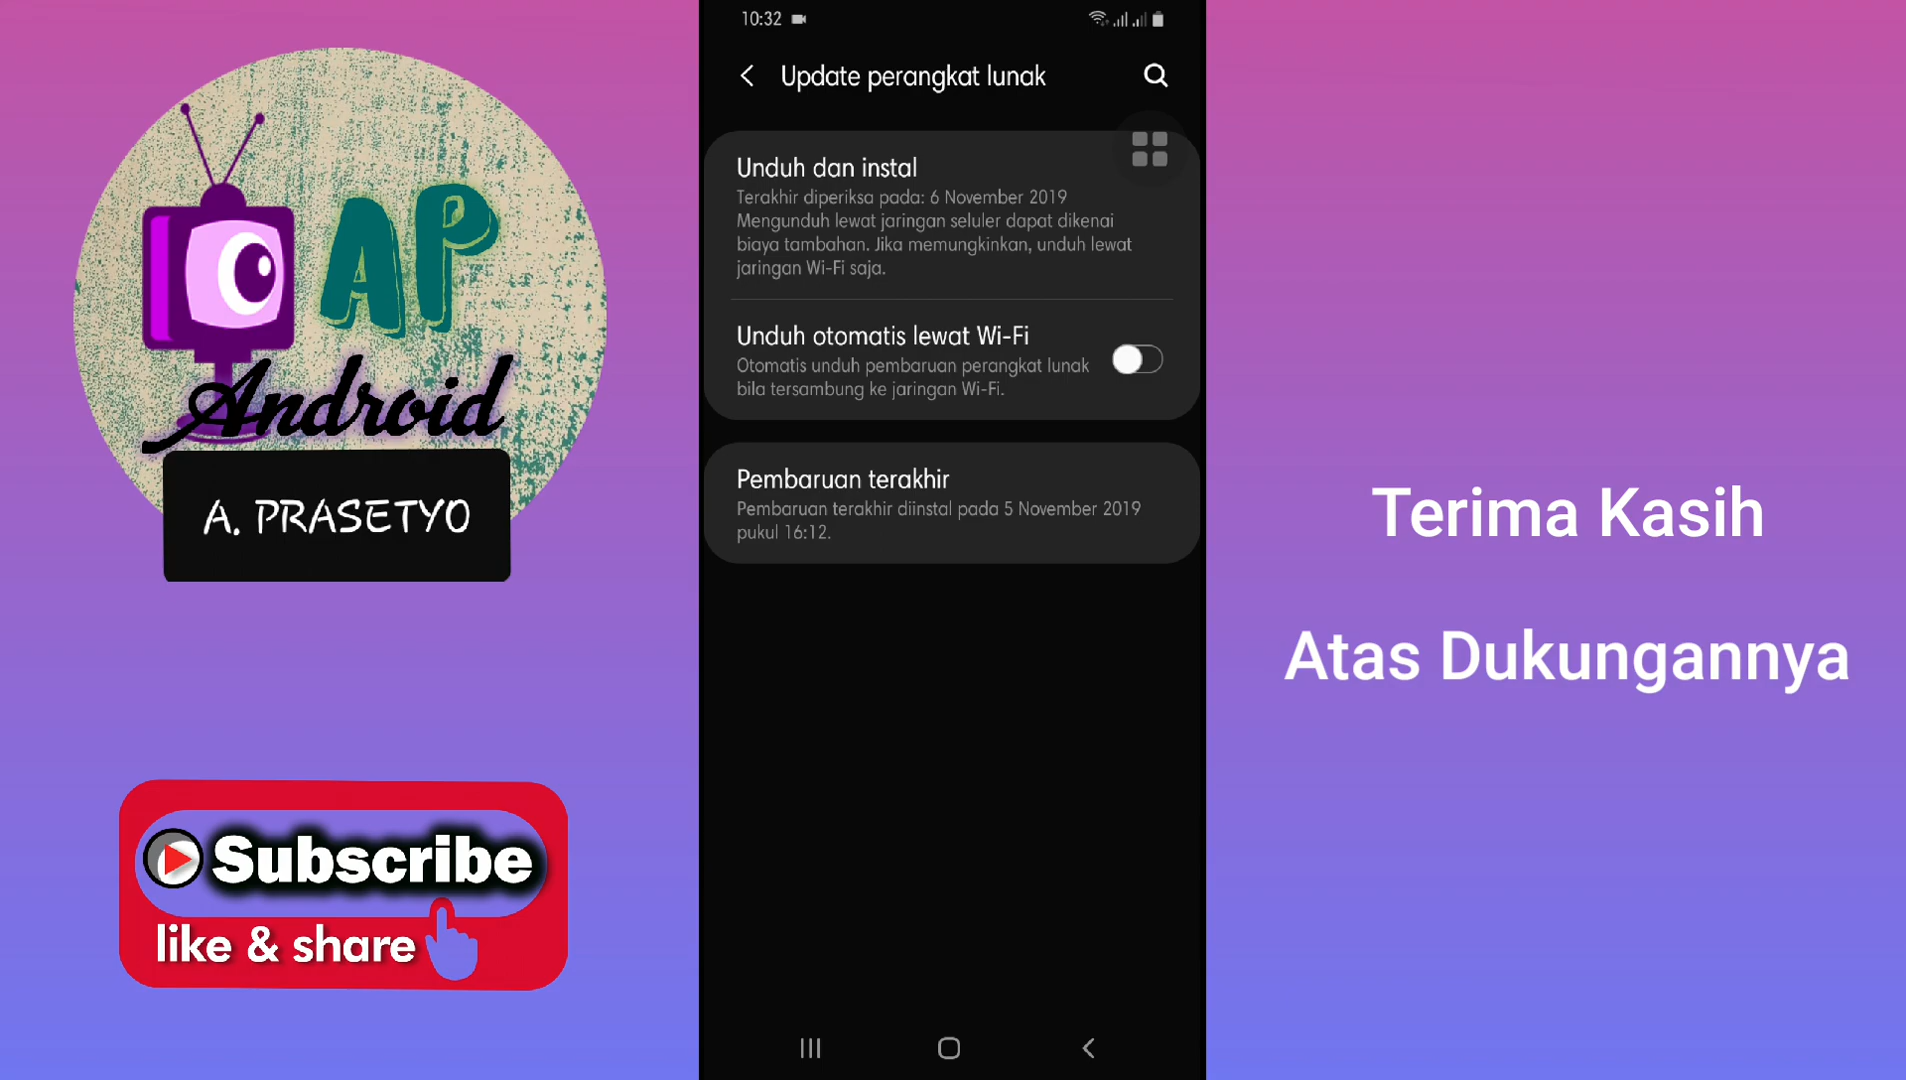 AP
Android
A. PRASETYO
Subscribe
like & share
10:32
Update perangkat lunak
Unduh dan instal
Terakhir diperiksa pada: 6 November 2019
Mengunduh lewat jaringan seluler dapat dikenai
biaya tambahan. Jika memungkinkan, unduh lewat
jaringan Wi-Fi saja.
Unduh otomatis lewat Wi-Fi
Otomatis unduh pembaruan perangkat lunak
bila tersambung ke jaringan Wi-Fi.
Pembaruan terakhir
Pembaruan terakhir diinstal pada 5 November 2019
pukul 16:12.
Terima Kasih
Atas Dukungannya